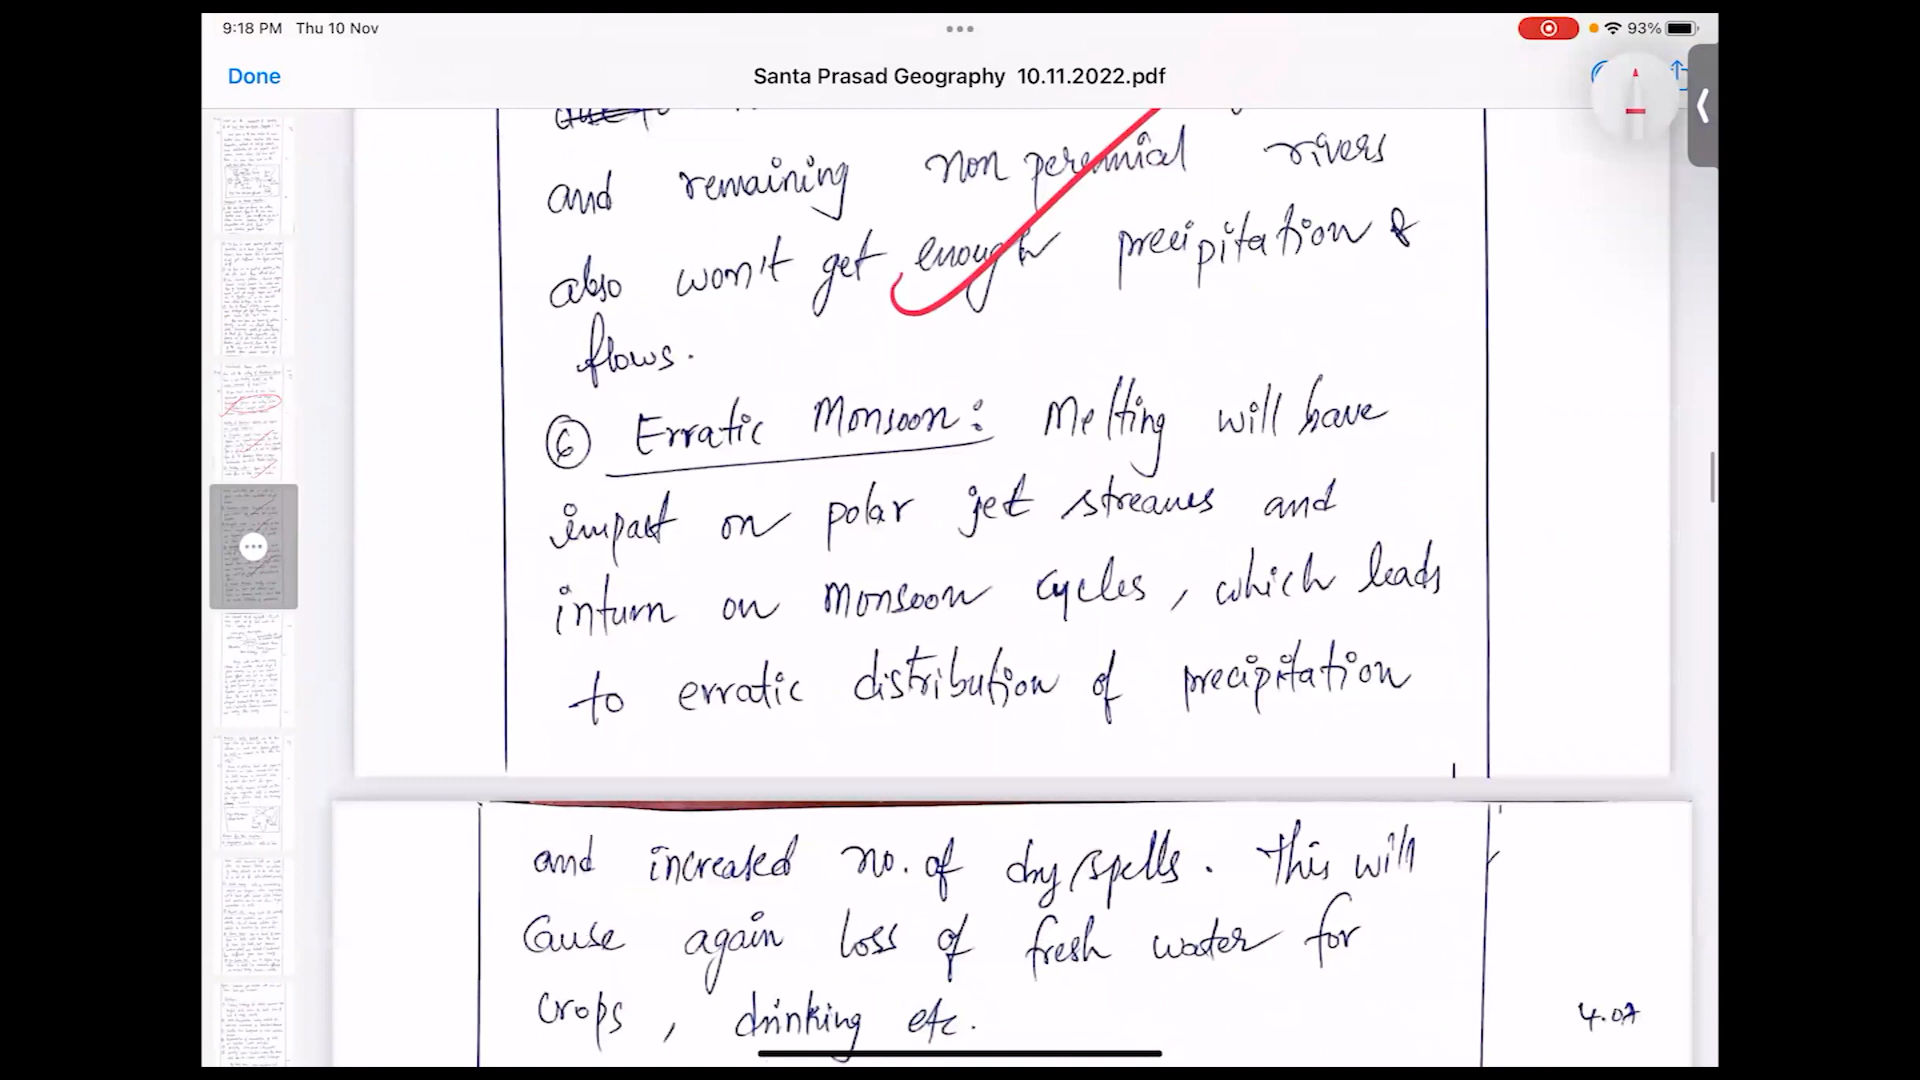 9:18 PM Thu 10 Nov
93%
Done
Santa Prasad Geography 10.11.2022.pdf
and remaining non perennial rivers
also won't get enough precipitation &
flows.
6 Erratic Monsoon: Melting will have
impact on polar jet streams and
inturn on monsoon cycles, which leads
to erratic distribution of precipitation
and increased no. of dry spells. This will
Cause again loss of fresh water for
crops, drinking etc.
4.07